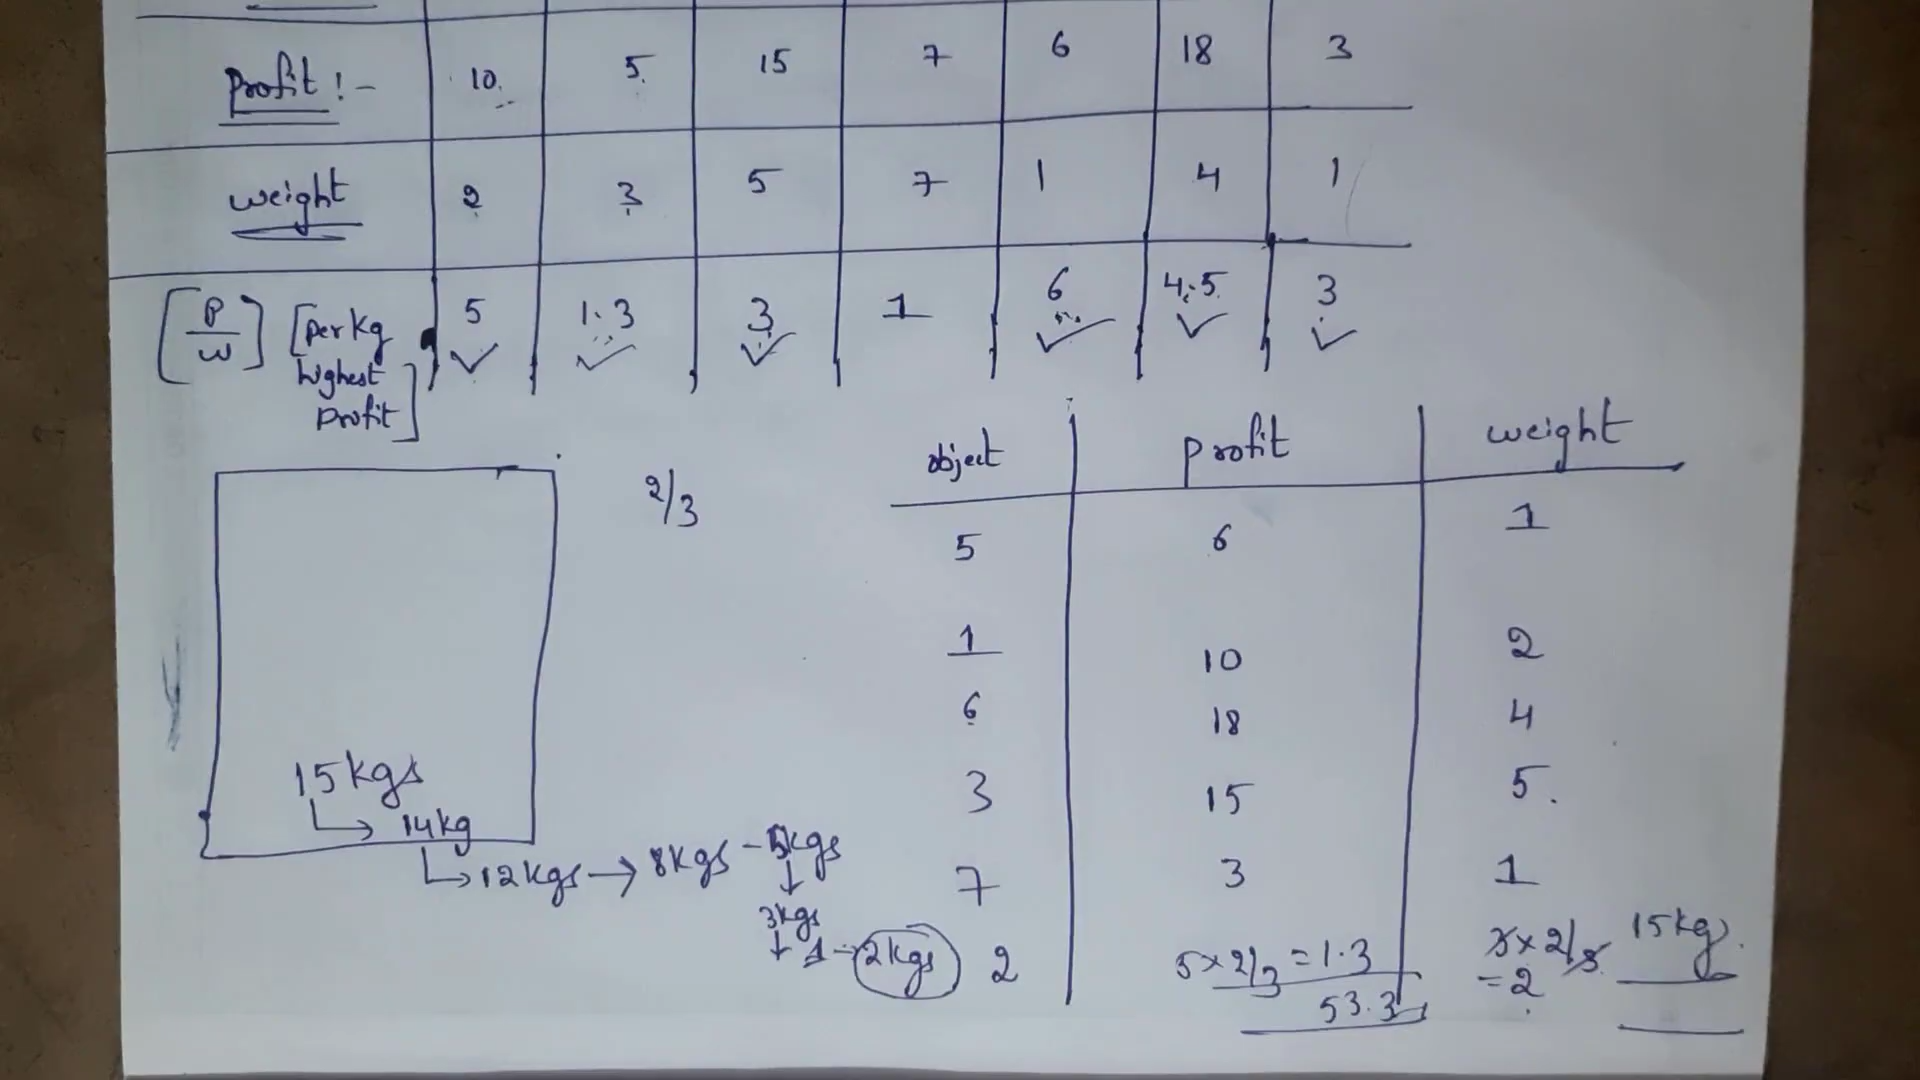 Profit :- 10 5 15 7 6 18 3
weight 2 3 5 7 1 4 1
[P/w] [per kg highest Profit] 5 1.3 3 1 6 4.5 3
2/3
object profit weight
5 6 1
1 10 2
6 18 4
3 15 5
7 3 1
2 5 x 2/3 = 1.3 3 x 2/3 = 2 15kg
53.3
15kgs
14kg
12kgs → 8kgs - 5kgs
3kgs
1 - 2kgs